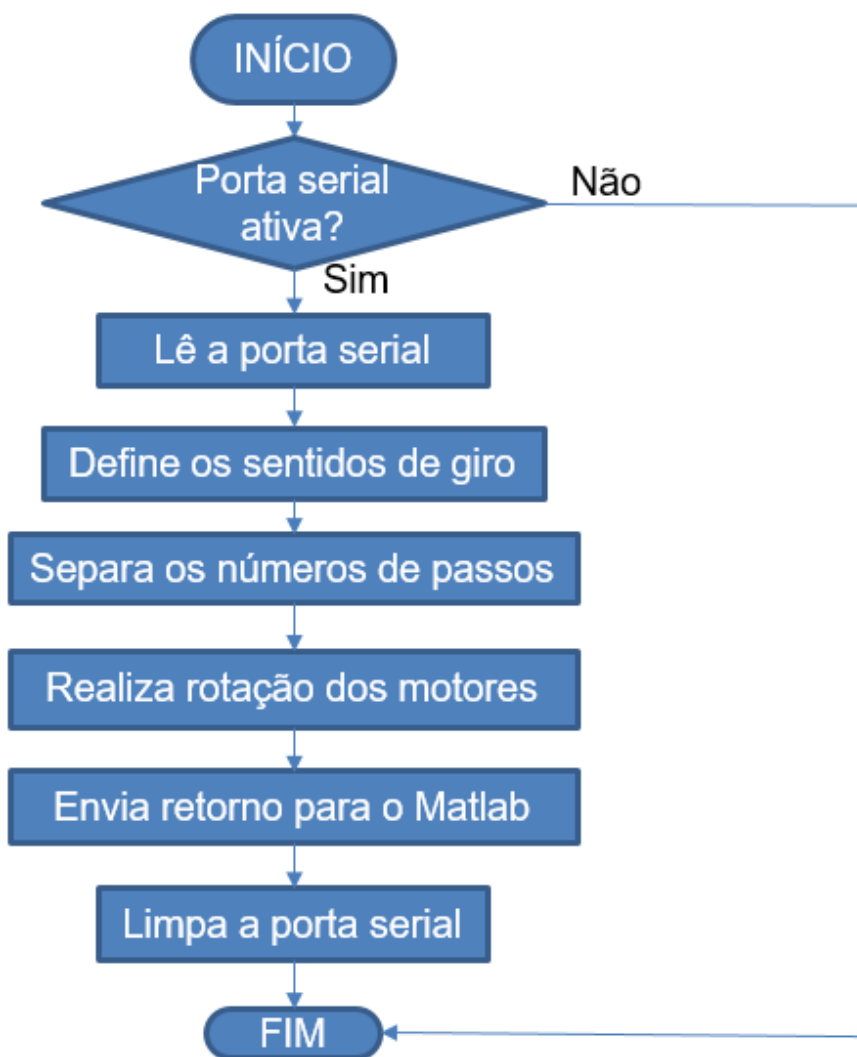 INÍCIO
Porta serial
ativa?
Não
Sim
Lê a porta serial
Define os sentidos de giro
Separa os números de passos
Realiza rotação dos motores
Envia retorno para o Matlab
Limpa a porta serial
FIM